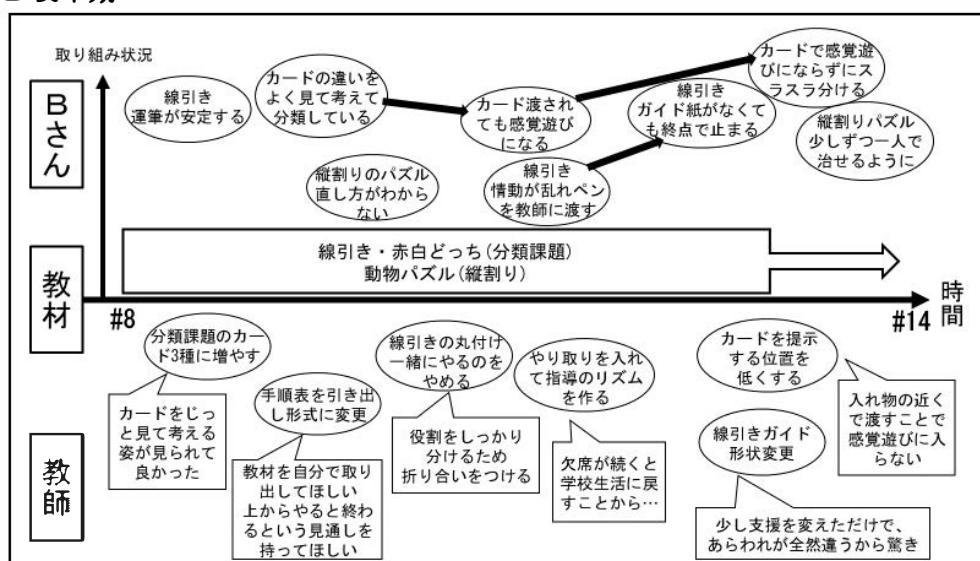 取り組み状況
Bさん
線引き
運筆が安定する
カードの違いを
よく見て考えて
分類している
カード渡され
ても感覚遊び
になる
線引き
ガイド紙がなくて
も終点で止まる
カードで感覚遊
びにならずにス
ラスラ分ける
縦割りパズル
少しずつ一人で
治せるように
縦割りのパズル
直し方がわから
ない
線引き
情動が乱れペン
を教師に渡す
教材
線引き・赤白どっち(分類課題)
動物パズル(縦割り)
時間
#8
#14
教師
分類課題のカー
ド3種に増やす
カードをじっ
と見て考える
姿が見られて
良かった
手順表を引き出
し形式に変更
教材を自分で取り
出してほしい
上からやると終わ
るという見通しを
持ってほしい
線引きの丸付け
一緒にやるのを
やめる
役割をしっかり
分けるため
折り合いをつける
やり取りを入れ
て指導のリズム
を作る
欠席が続くと
学校生活に戻
すことから…
カードを提示
する位置を
低くする
入れ物の近く
で渡すことで
感覚遊びに入
らない
線引きガイド
形状変更
少し支援を変えただけで、
あらわれが全然違うから驚き